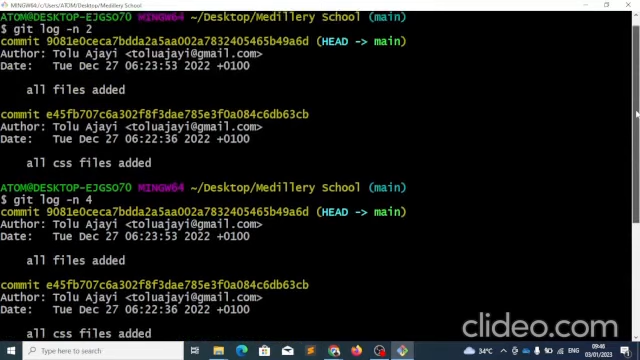 MINGW64:/c/Users/ATOM/Desktop/Medillery School
ATOM@DESKTOP-EJGSO70 MINGW64 ~/Desktop/Medillery School (main)
$ git log -n 2
commit 9081e0ceca7bdda2a5aa002a7832405465b49a6d (HEAD -> main)
Author: Tolu Ajayi <toluajayi@gmail.com>
Date:   Tue Dec 27 06:23:53 2022 +0100
all files added
commit e45fb707c6a302f8f3dae785e3f0a084c6db63cb
Author: Tolu Ajayi <toluajayi@gmail.com>
Date:   Tue Dec 27 06:22:36 2022 +0100
all css files added
ATOM@DESKTOP-EJGSO70 MINGW64 ~/Desktop/Medillery School (main)
$ git log -n 4
commit 9081e0ceca7bdda2a5aa002a7832405465b49a6d (HEAD -> main)
Author: Tolu Ajayi <toluajayi@gmail.com>
Date:   Tue Dec 27 06:23:53 2022 +0100
all files added
commit e45fb707c6a302f8f3dae785e3f0a084c6db63cb
Author: Tolu Ajayi <toluajayi@gmail.com>
Date:   Tue Dec 27 06:22:36 2022 +0100
all css files added
clideo.com
Type here to search
34°C
ENG
09:46
03/01/2023